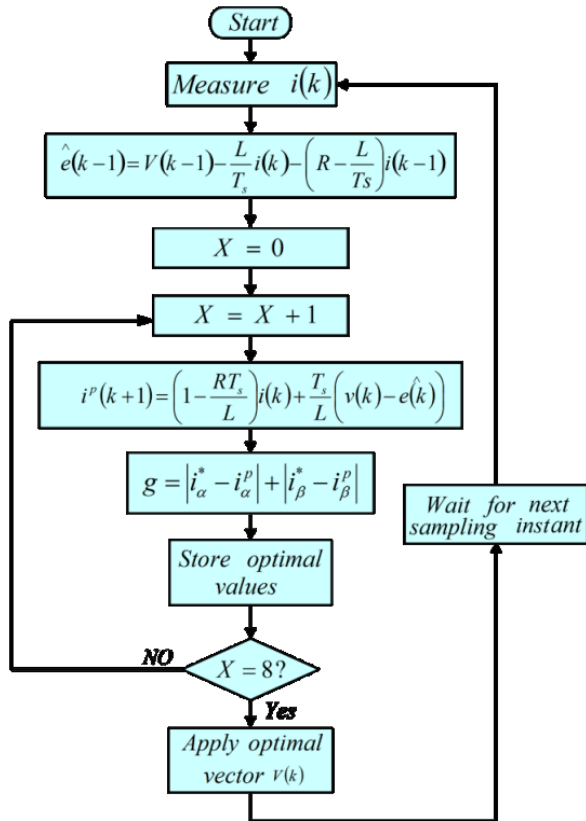 Start
Measure i(k)
ê(k−1)=V(k−1)−L/T_s i(k)−(R−L/Ts)i(k−1)
X = 0
X = X + 1
i^p(k+1)=(1−RT_s/L)i(k)+T_s/L(v(k)−e(k̂))
g=|i*_α−i^p_α|+|i*_β−i^p_β|
Wait for next
sampling instant
Store optimal
values
NO
X=8?
Yes
Apply optimal
vector V(k)